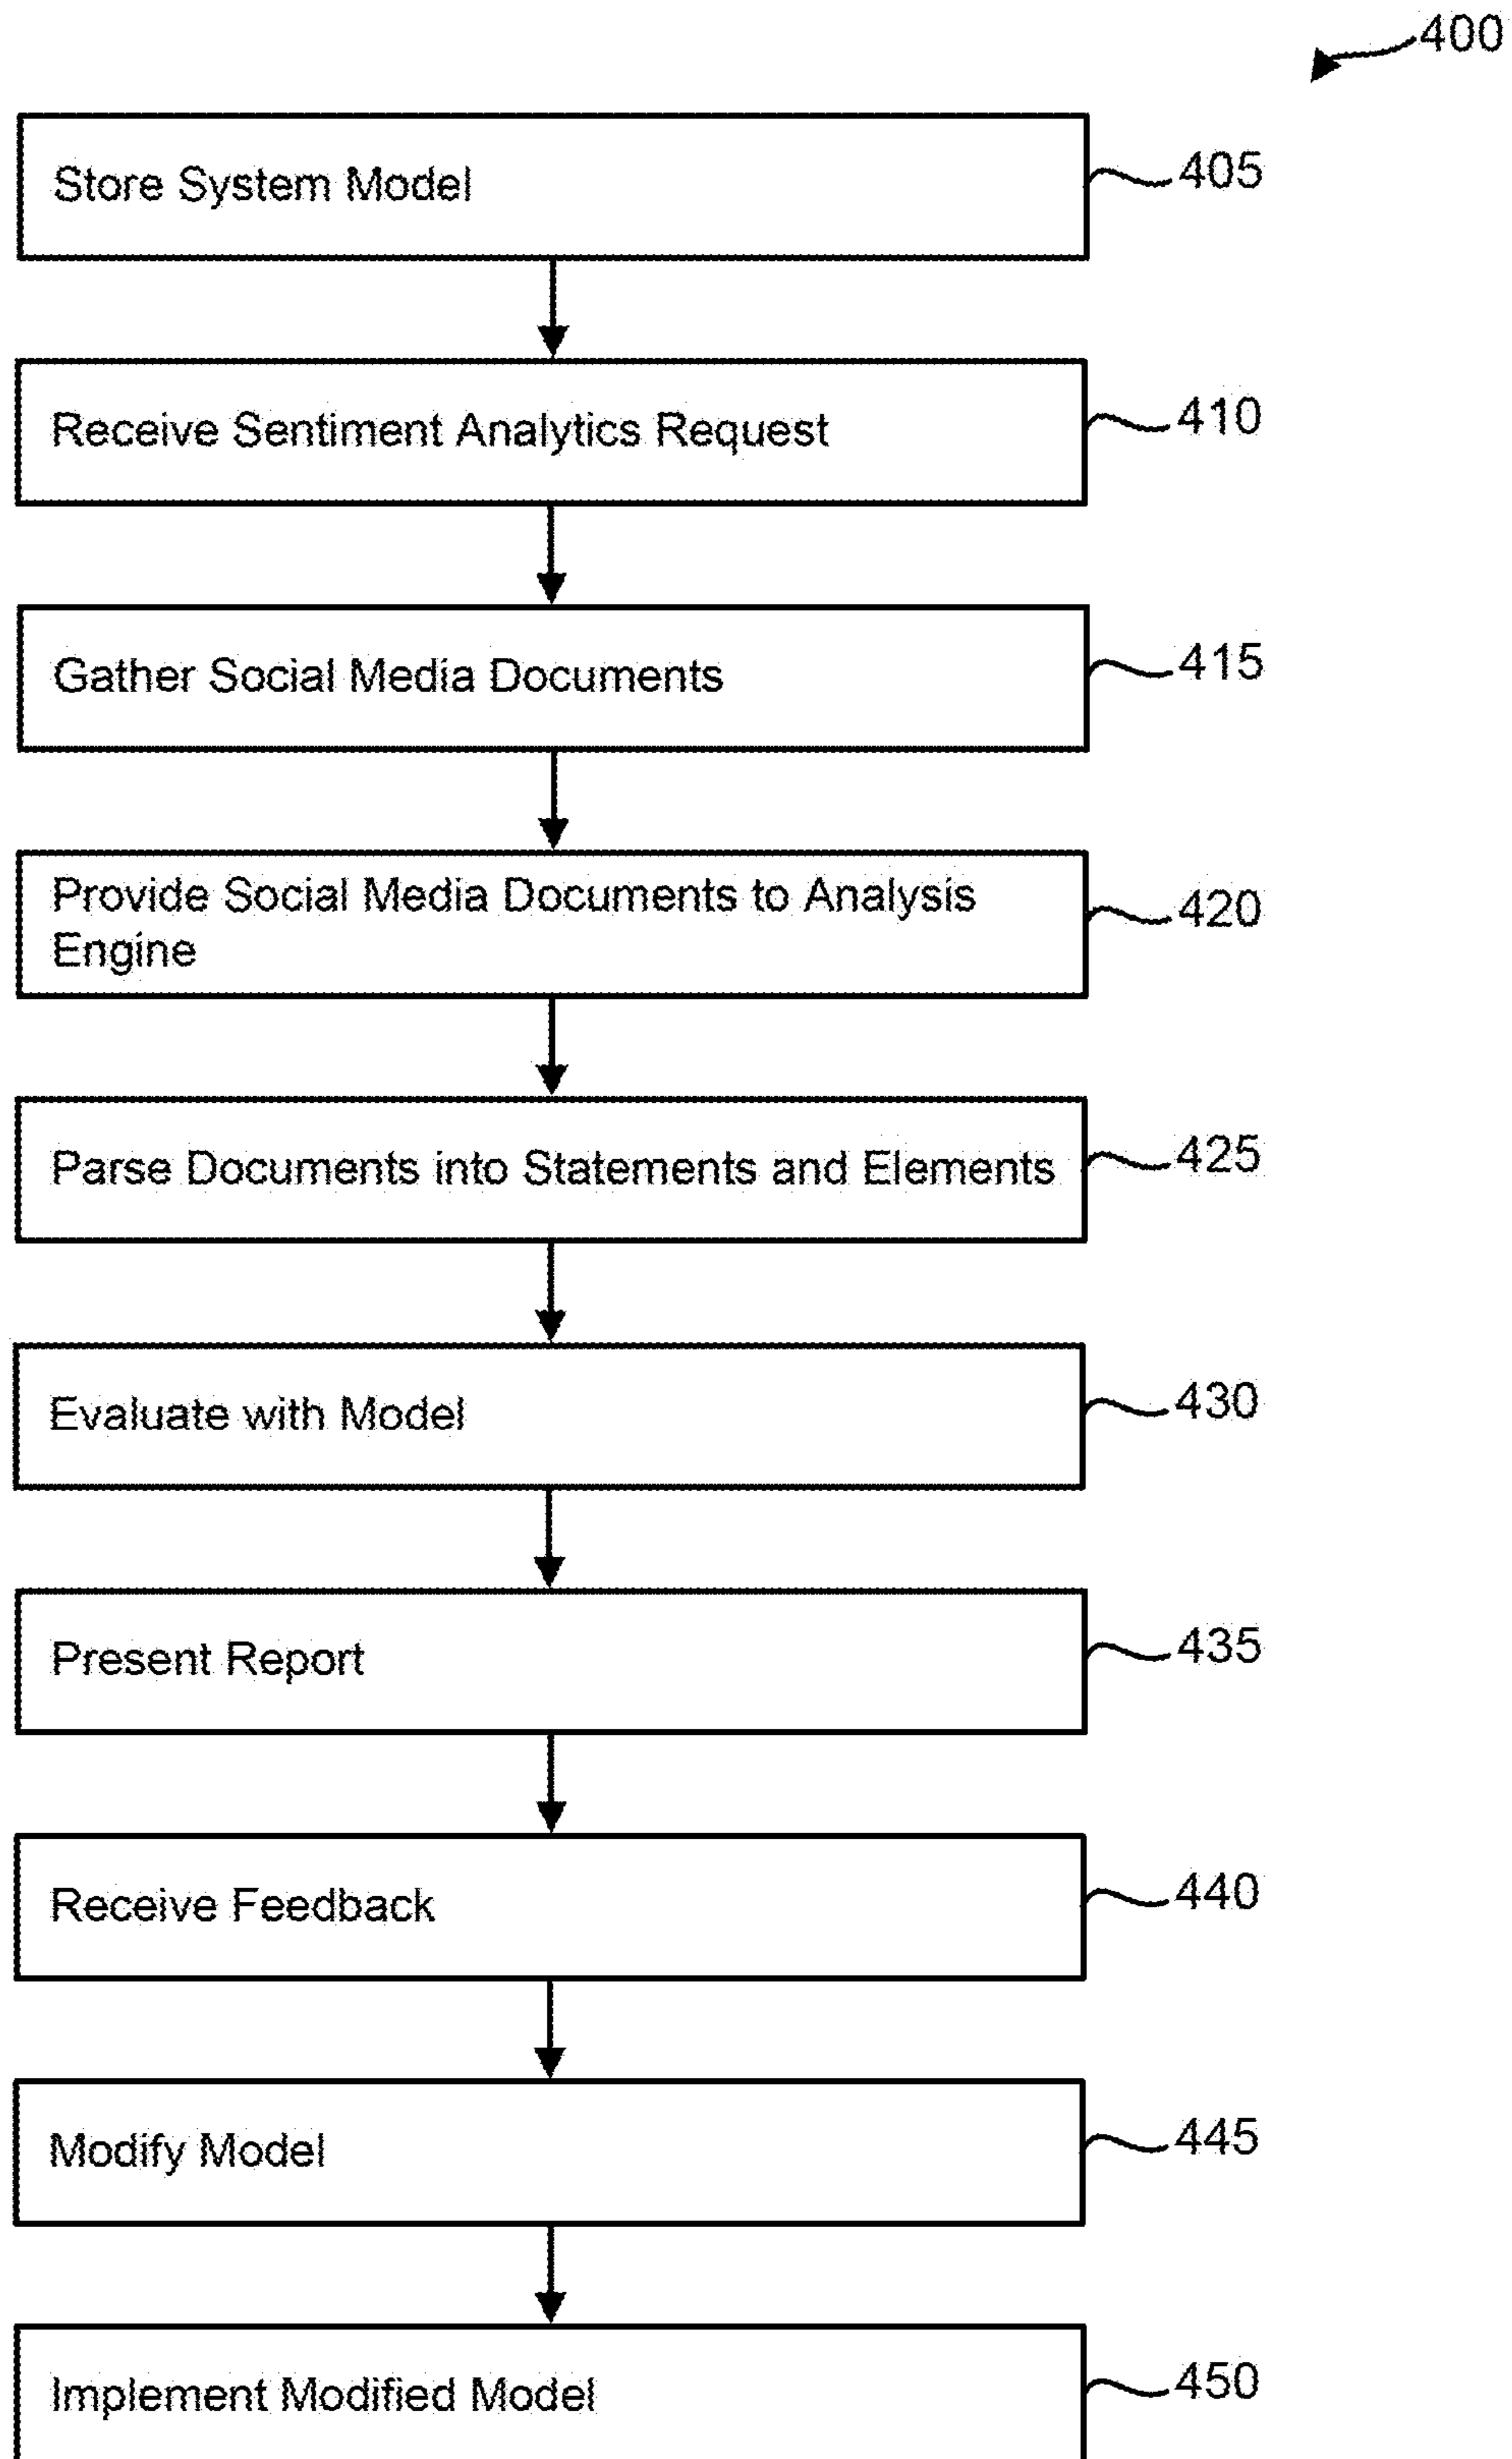 400
Store System Model
405
Receive Sentiment Analytics Request
410
Gather Social Media Documents
415
Provide Social Media Documents to Analysis
Engine
420
Parse Documents into Statements and Elements
425
Evaluate with Model
430
Present Report
435
Receive Feedback
440
Modify Model
445
Implement Modified Model
450